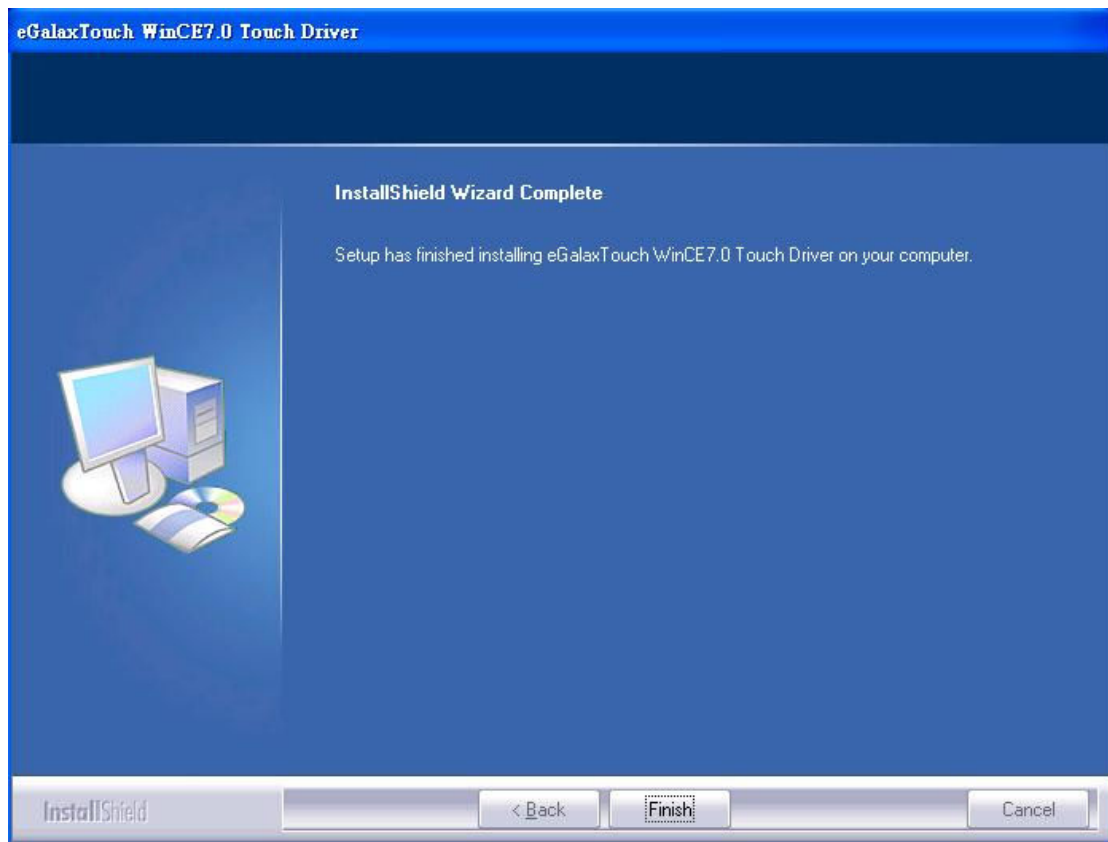 eGalaxTouch WinCE7.0 Touch Driver
InstallShield Wizard Complete
Setup has finished installing eGalaxTouch WinCE7.0 Touch Driver on your computer.
InstallShield
< Back
Finish
Cancel